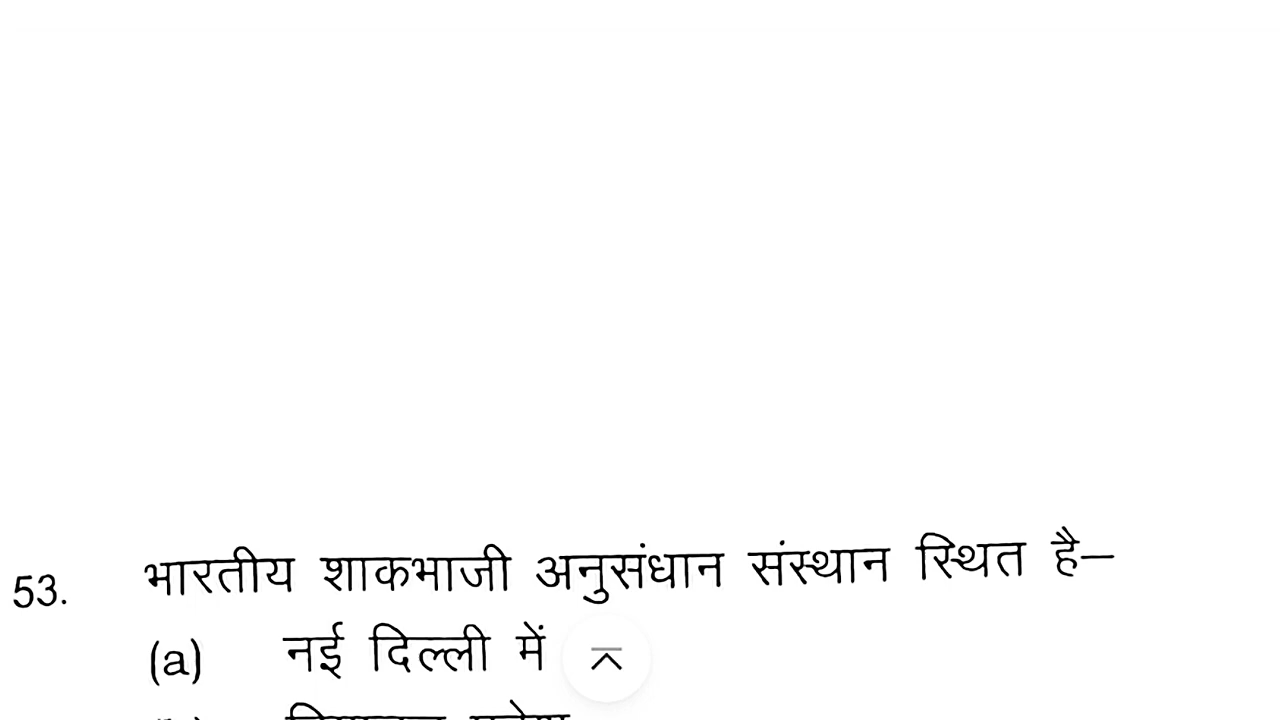 53. भारतीय शाकभाजी अनुसंधान संस्थान स्थित है–
(a) नई दिल्ली में